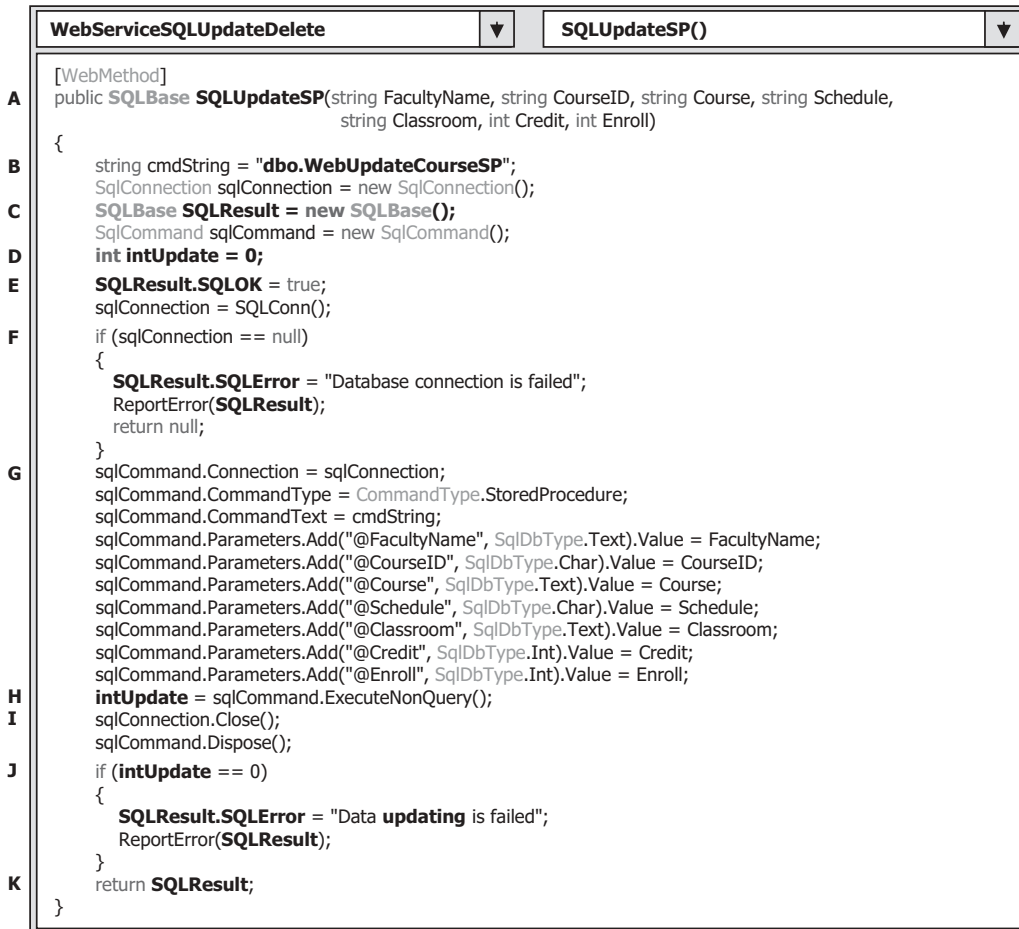 WebServiceSQLUpdateDelete SQLUpdateSP()
[WebMethod]
A public SQLBase SQLUpdateSP(string FacultyName, string CourseID, string Course, string Schedule,
string Classroom, int Credit, int Enroll)
{
B string cmdString = "dbo.WebUpdateCourseSP";
SqlConnection sqlConnection = new SqlConnection();
C SQLBase SQLResult = new SQLBase();
SqlCommand sqlCommand = new SqlCommand();
D int intUpdate = 0;
E SQLResult.SQLOK = true;
sqlConnection = SQLConn();
F if (sqlConnection == null)
{
SQLResult.SQLError = "Database connection is failed";
ReportError(SQLResult);
return null;
}
G sqlCommand.Connection = sqlConnection;
sqlCommand.CommandType = CommandType.StoredProcedure;
sqlCommand.CommandText = cmdString;
sqlCommand.Parameters.Add("@FacultyName", SqlDbType.Text).Value = FacultyName;
sqlCommand.Parameters.Add("@CourseID", SqlDbType.Char).Value = CourseID;
sqlCommand.Parameters.Add("@Course", SqlDbType.Text).Value = Course;
sqlCommand.Parameters.Add("@Schedule", SqlDbType.Char).Value = Schedule;
sqlCommand.Parameters.Add("@Classroom", SqlDbType.Text).Value = Classroom;
sqlCommand.Parameters.Add("@Credit", SqlDbType.Int).Value = Credit;
sqlCommand.Parameters.Add("@Enroll", SqlDbType.Int).Value = Enroll;
H intUpdate = sqlCommand.ExecuteNonQuery();
I sqlConnection.Close();
sqlCommand.Dispose();
J if (intUpdate == 0)
{
SQLResult.SQLError = "Data updating is failed";
ReportError(SQLResult);
}
K return SQLResult;
}